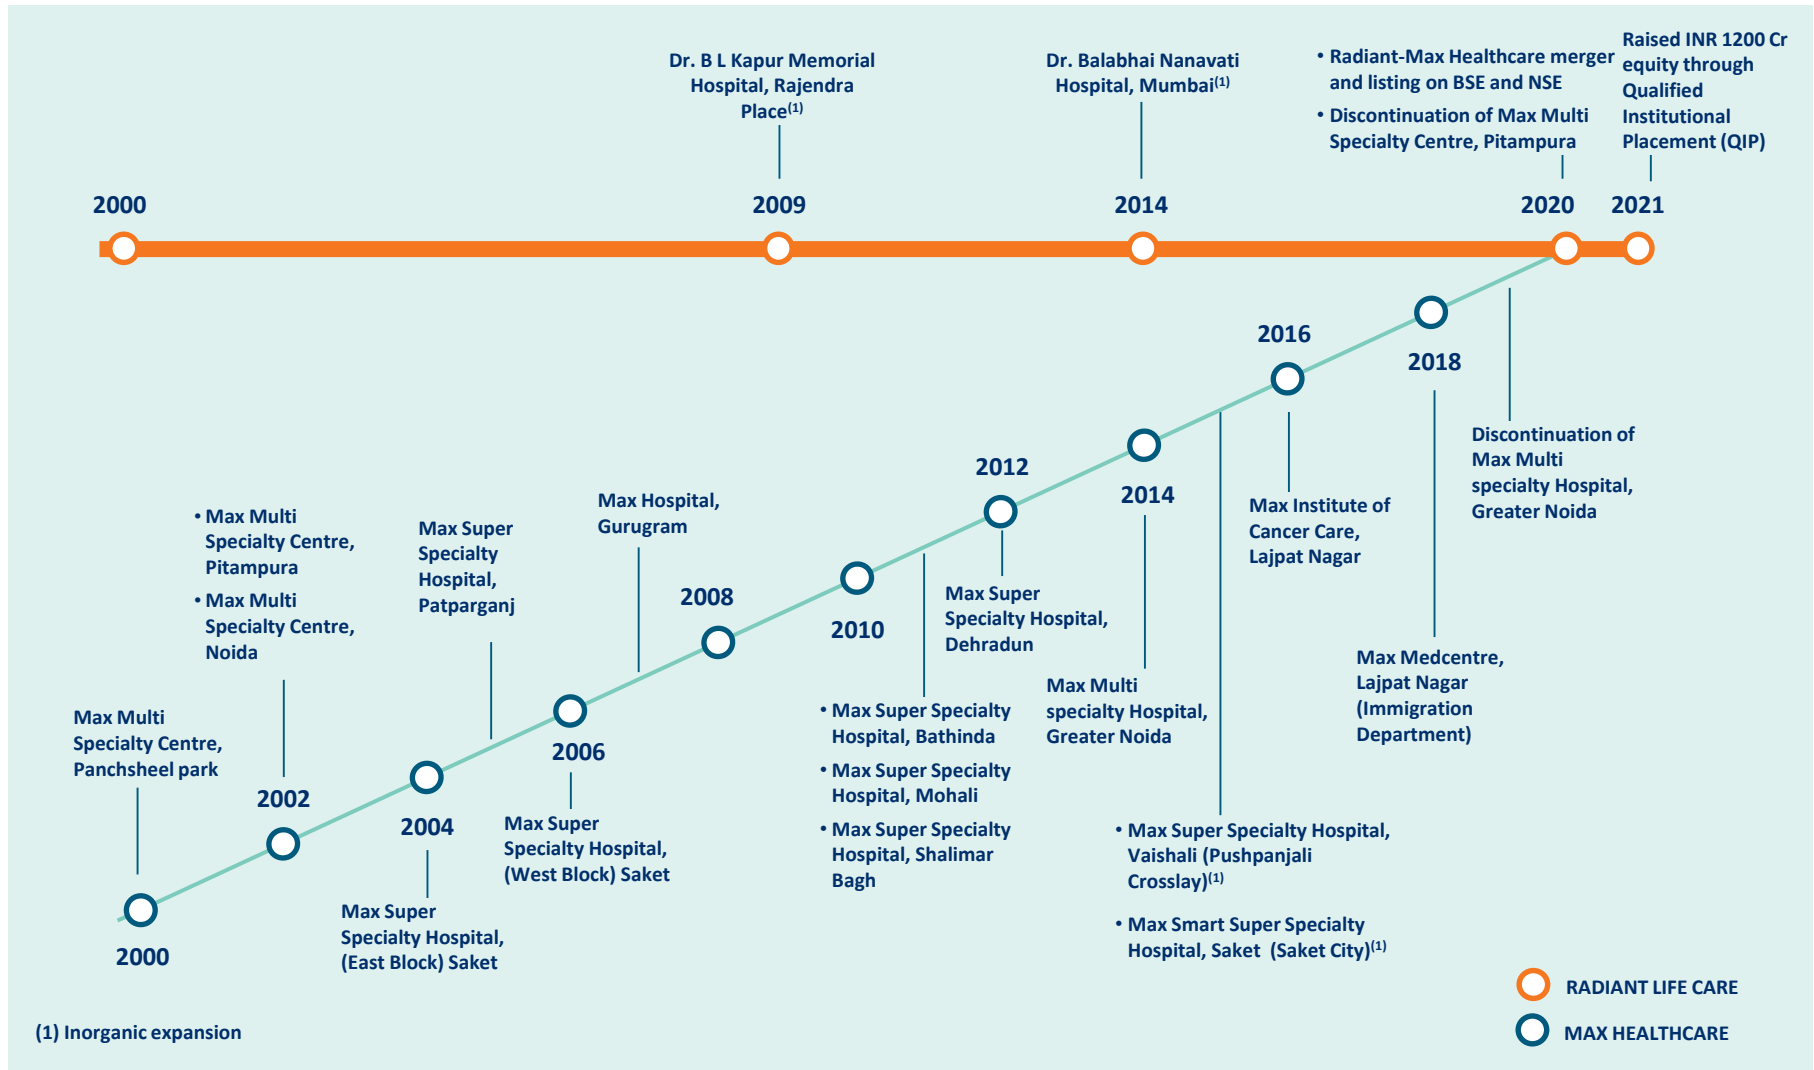 Dr. B L Kapur Memorial
Hospital, Rajendra
Place(1)
Dr. Balabhai Nanavati
Hospital, Mumbai(1)
• Radiant-Max Healthcare merger
and listing on BSE and NSE
• Discontinuation of Max Multi
Specialty Centre, Pitampura
Raised INR 1200 Cr
equity through
Qualified
Institutional
Placement (QIP)
2000
2009
2014
2020
2021
2016
2018
Discontinuation of
Max Multi
specialty Hospital,
Greater Noida
2012
2014
Max Institute of
Cancer Care,
Lajpat Nagar
Max Hospital,
Gurugram
• Max Multi
Specialty Centre,
Pitampura
• Max Multi
Specialty Centre,
Noida
Max Super
Specialty
Hospital,
Patparganj
2008
2010
Max Super
Specialty Hospital,
Dehradun
Max Medcentre,
Lajpat Nagar
(Immigration
Department)
Max Multi
specialty Hospital,
Greater Noida
Max Multi
Specialty Centre,
Panchsheel park
2006
• Max Super Specialty
Hospital, Bathinda
• Max Super Specialty
Hospital, Mohali
• Max Super Specialty
Hospital, Shalimar
Bagh
2002
2004
Max Super
Specialty Hospital,
(West Block) Saket
• Max Super Specialty Hospital,
Vaishali (Pushpanjali
Crosslay)(1)
• Max Smart Super Specialty
Hospital, Saket (Saket City)(1)
Max Super
Specialty Hospital,
(East Block) Saket
2000
RADIANT LIFE CARE
MAX HEALTHCARE
(1) Inorganic expansion